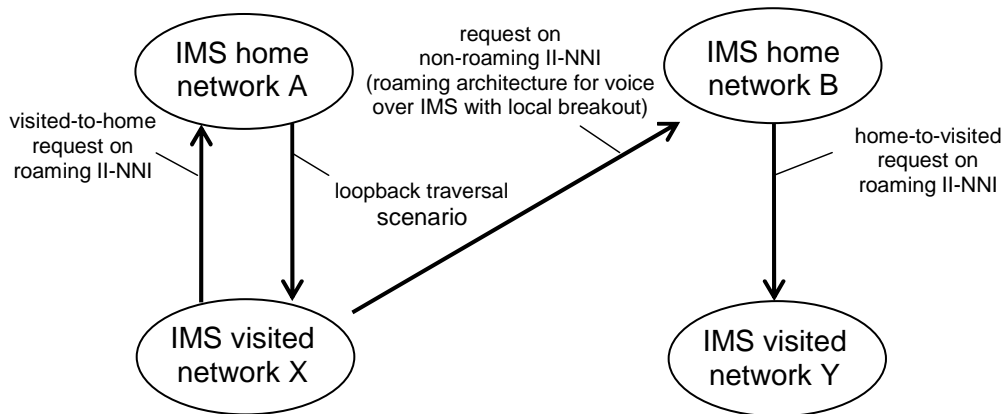 IMS home
network A
request on
non-roaming II-NNI
(roaming architecture for voice
over IMS with local breakout)
IMS home
network B
visited-to-home
request on
roaming II-NNI
loopback traversal
scenario
home-to-visited
request on
roaming II-NNI
IMS visited
network X
IMS visited
network Y